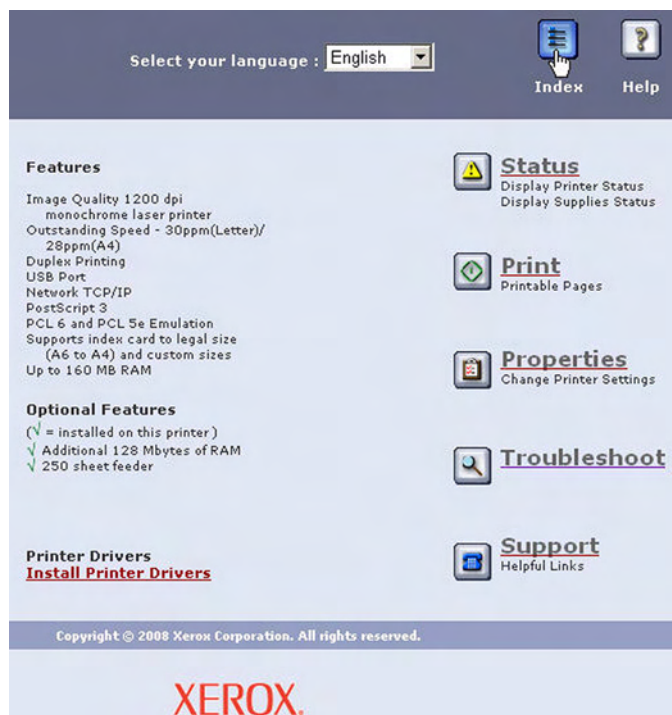 Select your language : English
Index
Help
Features
Image Quality 1200 dpi
monochrome laser printer
Outstanding Speed - 30ppm(Letter)/
28ppm(A4)
Duplex Printing
USB Port
Network TCP/IP
PostScript 3
PCL 6 and PCL 5e Emulation
Supports index card to legal size
(A6 to A4) and custom sizes
Up to 160 MB RAM
Optional Features
(√ = installed on this printer)
√ Additional 128 Mbytes of RAM
√ 250 sheet feeder
Printer Drivers
Install Printer Drivers
Status
Display Printer Status
Display Supplies Status
Print
Printable Pages
Properties
Change Printer Settings
Troubleshoot
Support
Helpful Links
Copyright © 2008 Xerox Corporation. All rights reserved.
XEROX.